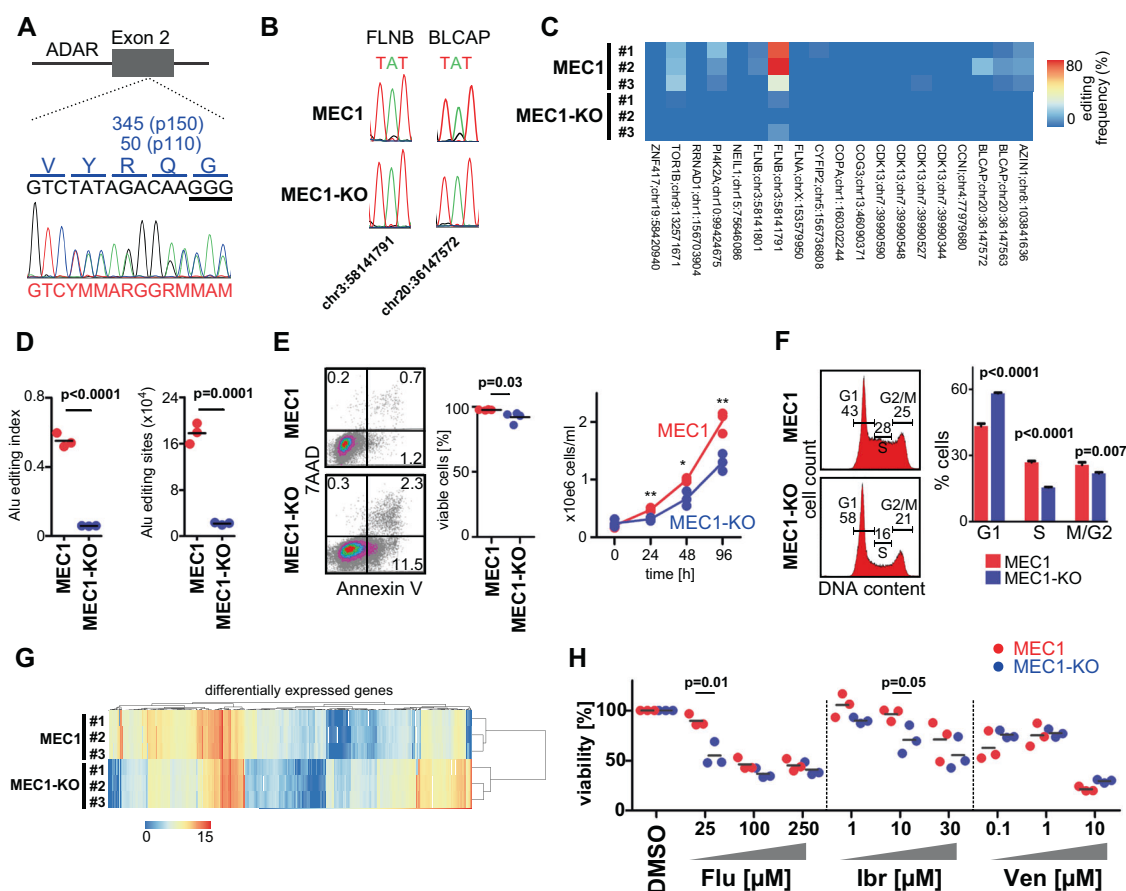 A
ADAR
Exon 2
345 (p150)
50 (p110)
V Y R Q G
GTCTATAGACAAGGG
GTCYMMARGGRMMAM
B
FLNB
BLCAP
TAT
TAT
MEC1
MEC1-KO
chr3:58141791
chr20:36147572
C
MEC1
#1
#2
#3
MEC1-KO
#1
#2
#3
80
0
editing
frequency
(%)
ZNF417;chr19:58420940
TOR1B;chr9:132571671
RRNAD1;chr1:156703904
PI4K2A;chr10:99424675
NEIL1;chr15:75646086
FLNB;chr3:58141801
FLNB;chr3:58141791
FLNA;chrX:153579950
CYFIP2;chr5:156736808
COPA;chr1:160302244
COG3;chr13:46090371
CDK13;chr7:39990590
CDK13;chr7:39990548
CDK13;chr7:39990527
CDK13;chr7:39990344
CCNI;chr4:77979680
BLCAP;chr20:36147572
BLCAP;chr20:36147563
AZIN1;chr8:103841636
D
Alu editing index
0.8
0.4
0
p<0.0001
MEC1
MEC1-KO
Alu editing sites (x10⁴)
24
12
0
p=0.0001
MEC1
MEC1-KO
E
MEC1
MEC1-KO
7AAD
0.2
0.7
1.2
0.3
2.3
11.5
Annexin V
p=0.03
viable cells [%]
100
50
0
MEC1
MEC1-KO
x10e6 cells/ml
2
1
0
**
*
**
MEC1
MEC1-KO
0 24 48 96
time [h]
F
MEC1
MEC1-KO
cell count
G1
43
28
S
G2/M
25
G1
58
16
S
G2/M
21
DNA content
% cells
60
30
0
p<0.0001
p<0.0001
p=0.007
G1 S M/G2
MEC1
MEC1-KO
G
differentially expressed genes
MEC1
#1
#2
#3
MEC1-KO
#1
#2
#3
0 15
H
MEC1
MEC1-KO
viability [%]
100
50
0
p=0.01
p=0.05
DMSO
25 100 250
1 10 30
0.1 1 10
Flu [µM]
Ibr [µM]
Ven [µM]